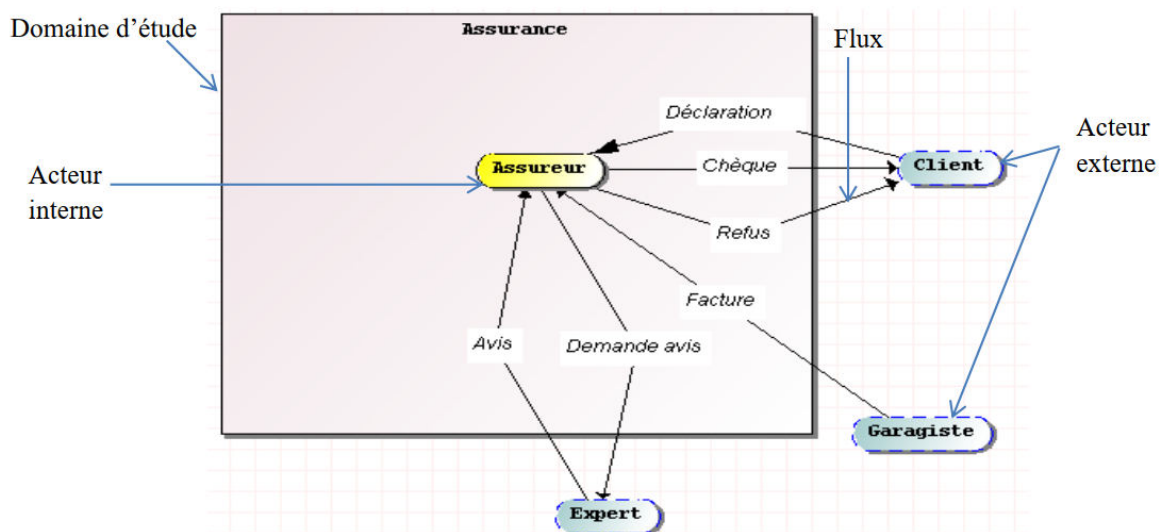 Domaine d’étude
Assurance
Flux
Déclaration
Acteur
externe
Assureur
Chèque
Client
Acteur
interne
Refus
Facture
Avis
Demande avis
Garagiste
Expert